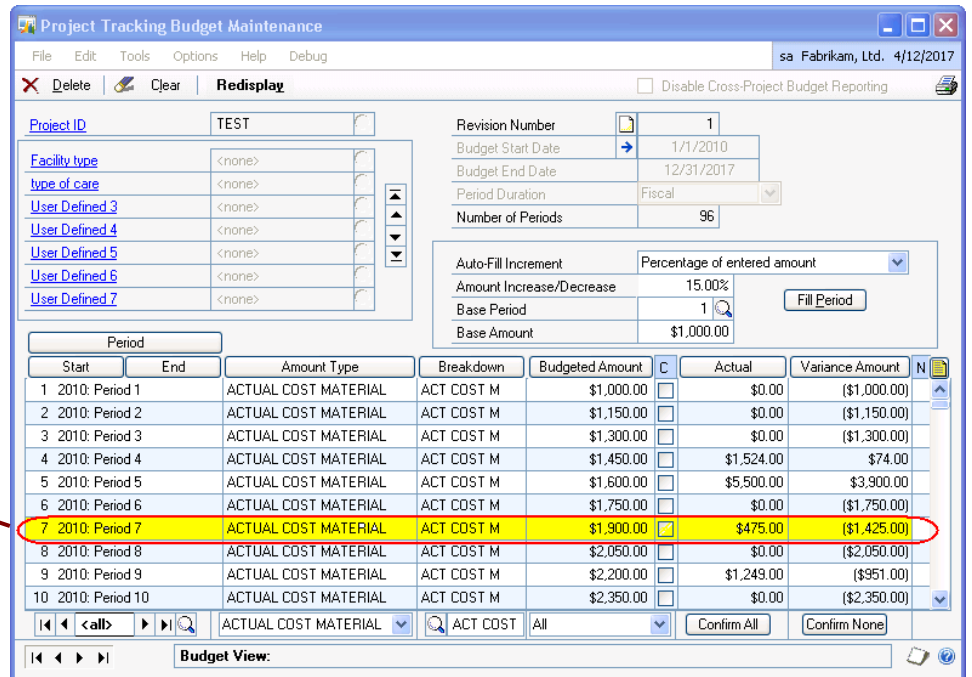 Project Tracking Budget Maintenance
File Edit Tools Options Help Debug sa Fabrikam, Ltd. 4/12/2017
Delete Clear Redisplay Disable Cross-Project Budget Reporting
Project ID TEST Revision Number 1
Budget Start Date 1/1/2010
Facility type <none> Budget End Date 12/31/2017
type of care <none> Period Duration Fiscal
User Defined 3 <none> Number of Periods 96
User Defined 4 <none>
User Defined 5 <none> Auto-Fill Increment Percentage of entered amount
User Defined 6 <none> Amount Increase/Decrease 15.00% Fill Period
User Defined 7 <none> Base Period 1
Base Amount $1,000.00
Period
Start End Amount Type Breakdown Budgeted Amount C Actual Variance Amount N
1 2010: Period 1 ACTUAL COST MATERIAL ACT COST M $1,000.00 $0.00 ($1,000.00)
2 2010: Period 2 ACTUAL COST MATERIAL ACT COST M $1,150.00 $0.00 ($1,150.00)
3 2010: Period 3 ACTUAL COST MATERIAL ACT COST M $1,300.00 $0.00 ($1,300.00)
4 2010: Period 4 ACTUAL COST MATERIAL ACT COST M $1,450.00 $1,524.00 $74.00
5 2010: Period 5 ACTUAL COST MATERIAL ACT COST M $1,600.00 $5,500.00 $3,900.00
6 2010: Period 6 ACTUAL COST MATERIAL ACT COST M $1,750.00 $0.00 ($1,750.00)
7 2010: Period 7 ACTUAL COST MATERIAL ACT COST M $1,900.00 $475.00 ($1,425.00)
8 2010: Period 8 ACTUAL COST MATERIAL ACT COST M $2,050.00 $0.00 ($2,050.00)
9 2010: Period 9 ACTUAL COST MATERIAL ACT COST M $2,200.00 $1,249.00 ($951.00)
10 2010: Period 10 ACTUAL COST MATERIAL ACT COST M $2,350.00 $0.00 ($2,350.00)
<all> ACTUAL COST MATERIAL ACT COST All Confirm All Confirm None
Budget View: